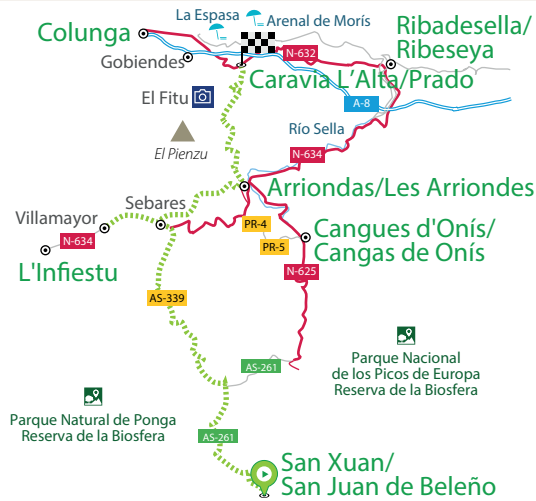 La Espasa
Arenal de Morís
Ribadesella/
Ribeseya
Colunga
Gobiendes
N-632
Caravia L'Alta/Prado
El Fitu
A-8
El Pienzu
Río Sella
N-634
Arriondas/Les Arriondes
Sebares
Villamayor
PR-4
Cangues d'Onís/
Cangas de Onís
N-634
PR-5
L'Infiestu
N-625
AS-339
Parque Nacional
de los Picos de Europa
Reserva de la Biosfera
AS-261
Parque Natural de Ponga
Reserva de la Biosfera
AS-261
San Xuan/
San Juan de Beleño